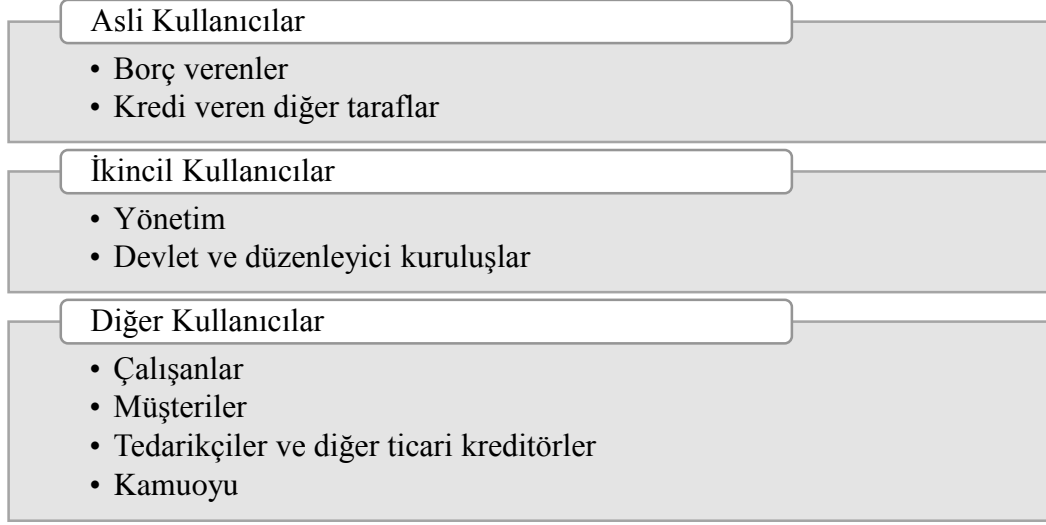 Asli Kullanıcılar
• Borç verenler
• Kredi veren diğer taraflar
İkincil Kullanıcılar
• Yönetim
• Devlet ve düzenleyici kuruluşlar
Diğer Kullanıcılar
• Çalışanlar
• Müşteriler
• Tedarikçiler ve diğer ticari kreditörler
• Kamuoyu